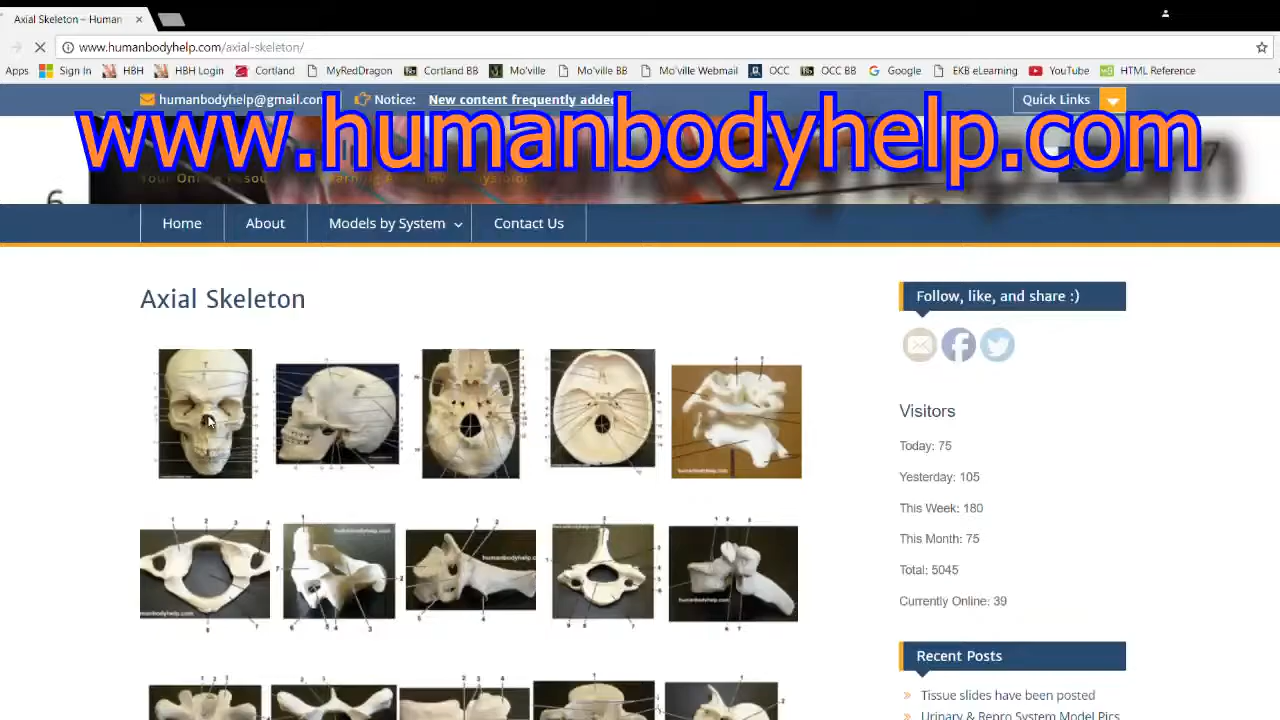 Axial Skeleton – Human
www.humanbodyhelp.com/axial-skeleton/
Apps Sign In HBH HBH Login Cortland MyRedDragon Cortland BB Mo'ville Mo'ville BB Mo'ville Webmail OCC OCC BB Google EKB eLearning YouTube HTML Reference
humanbodyhelp@gmail.com Notice: New content frequently added Quick Links
www.humanbodyhelp.com
Your Online
Home About Models by System Contact Us
Axial Skeleton
Follow, like, and share :)
Visitors
Today: 75
Yesterday: 105
This Week: 180
This Month: 75
Total: 5045
Currently Online: 39
Recent Posts
Tissue slides have been posted
Urinary & Repro System Model Pics